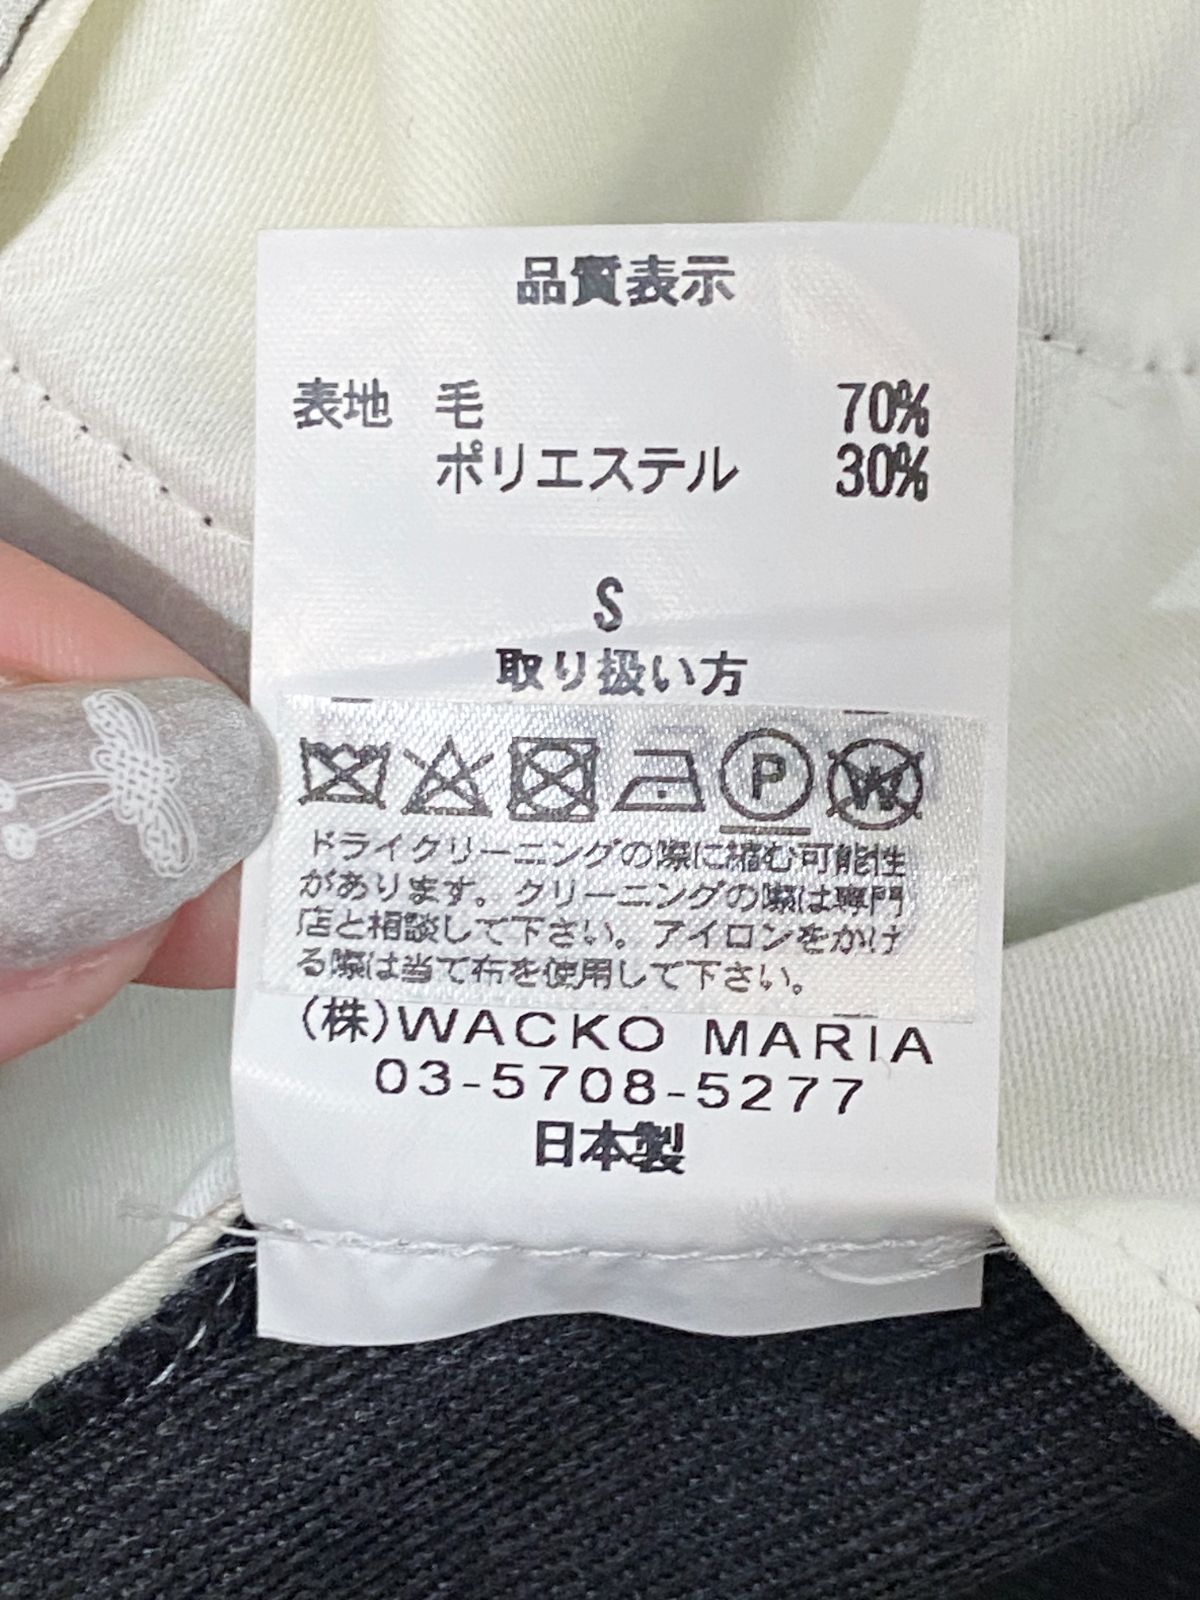 品質表示
表地 毛 70%
ポリエステル 30%
S
取り扱い方
P
W
ドライクリーニングの際に縮む可能性
があります。クリーニングの際は専門
店と相談して下さい。アイロンをかけ
る際は当て布を使用して下さい。
(株)WACKO MARIA
03-5708-5277
日本製